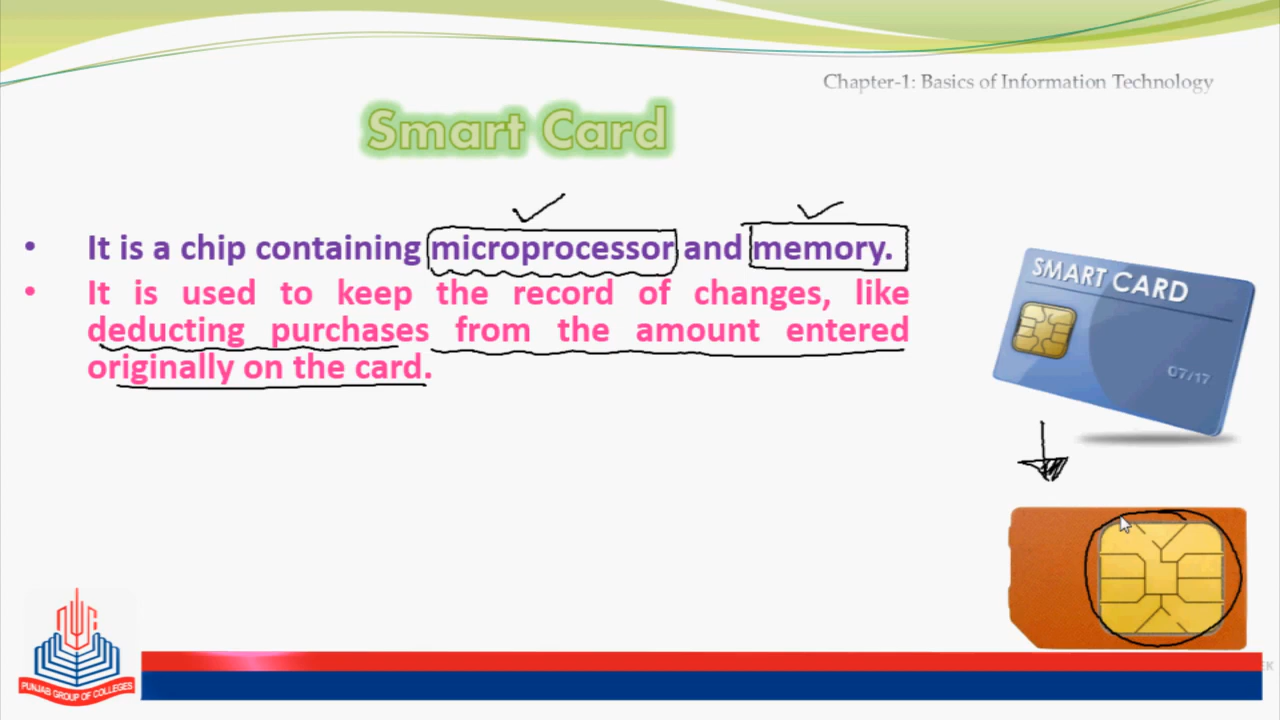 Chapter-1: Basics of Information Technology
Smart Card
• It is a chip containing microprocessor and memory.
• It is used to keep the record of changes, like
deducting purchases from the amount entered
originally on the card.
SMART CARD
07/17
PUNJAB GROUP OF COLLEGES